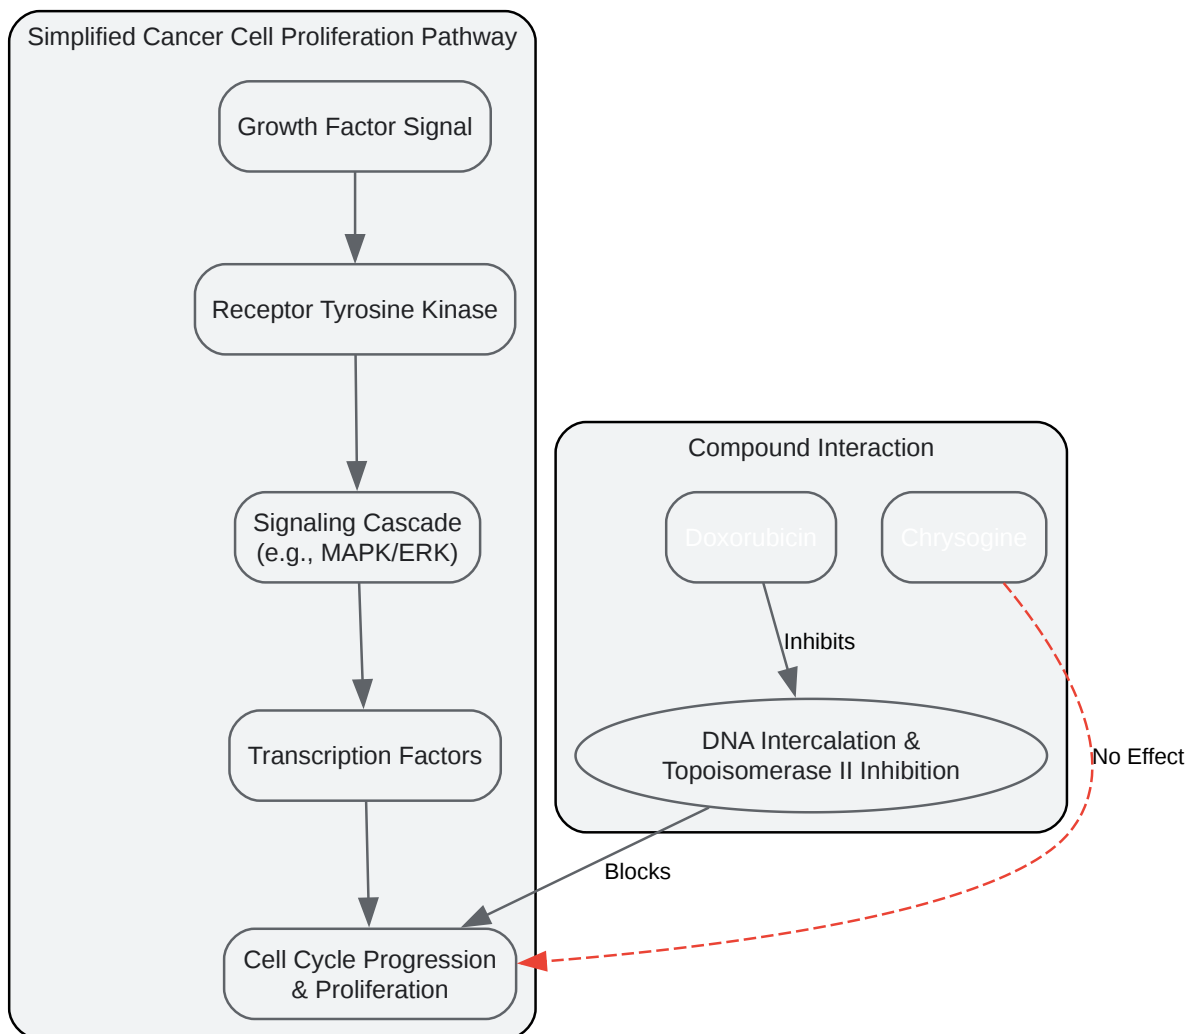 Simplified Cancer Cell Proliferation Pathway
Growth Factor Signal
Receptor Tyrosine Kinase
Signaling Cascade
(e.g., MAPK/ERK)
Transcription Factors
Cell Cycle Progression
& Proliferation
Compound Interaction
Doxorubicin
Chrysogine
Inhibits
DNA Intercalation &
Topoisomerase II Inhibition
No Effect
Blocks